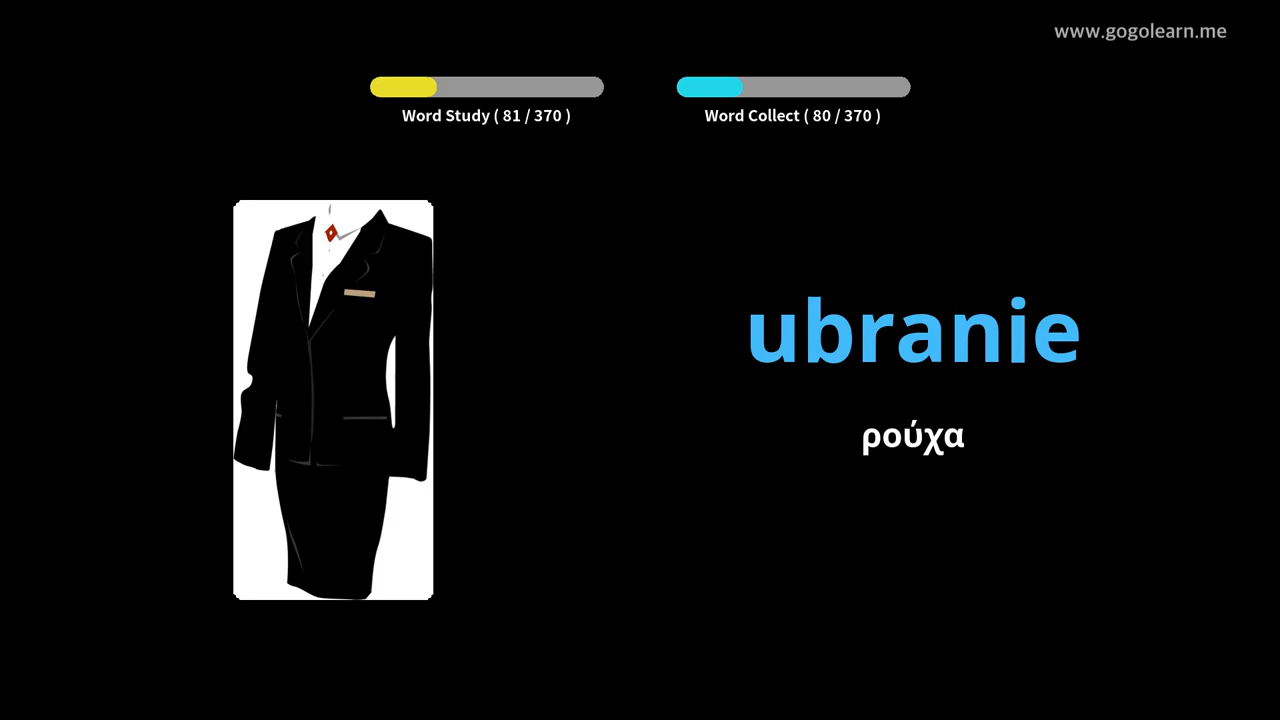 www.gogolearn.me
Word Study ( 81 / 370 )
Word Collect ( 80 / 370 )
ubranie
ρούχα